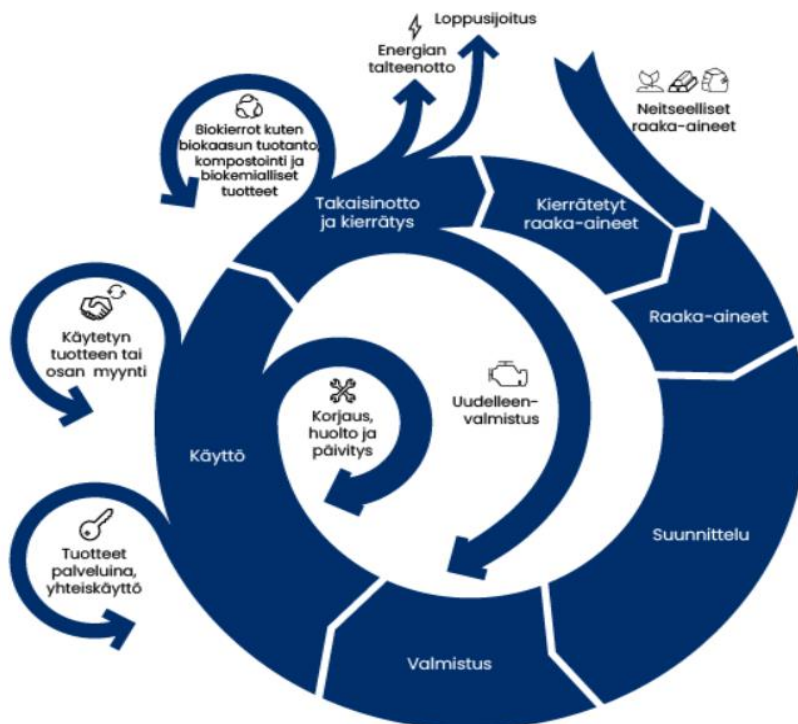 Loppusijoitus
Energian
talteenotto
Neitseelliset
raaka-aineet
Biokierrot kuten
biokaasun tuotanto,
kompostointi ja
biokemialliset
tuotteet
Takaisinotto
ja kierrätys
Kierrätetyt
raaka-aineet
Raaka-aineet
Käytetyn
tuotteen tai
osan myynti
Korjaus,
huolto ja
päivitys
Uudelleen-
valmistus
Käyttö
Suunnittelu
Tuotteet
palveluina,
yhteiskäyttö
Valmistus